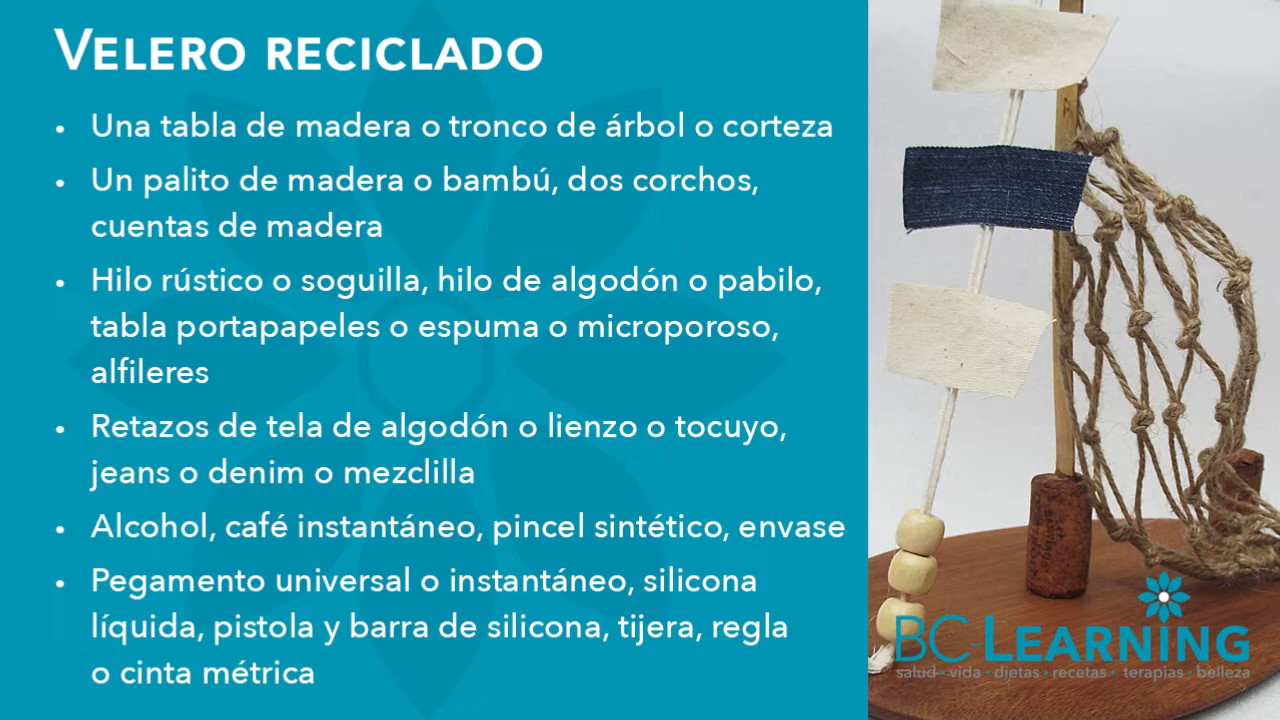 VELERO RECICLADO
• Una tabla de madera o tronco de árbol o corteza
• Un palito de madera o bambú, dos corchos,
cuentas de madera
• Hilo rústico o soguilla, hilo de algodón o pabilo,
tabla portapapeles o espuma o microporoso,
alfileres
• Retazos de tela de algodón o lienzo o tocuyo,
jeans o denim o mezclilla
• Alcohol, café instantáneo, pincel sintético, envase
• Pegamento universal o instantáneo, silicona
líquida, pistola y barra de silicona, tijera, regla
o cinta métrica
BC-LEARNING
salud • vida • dietas • recetas • terapias • belleza